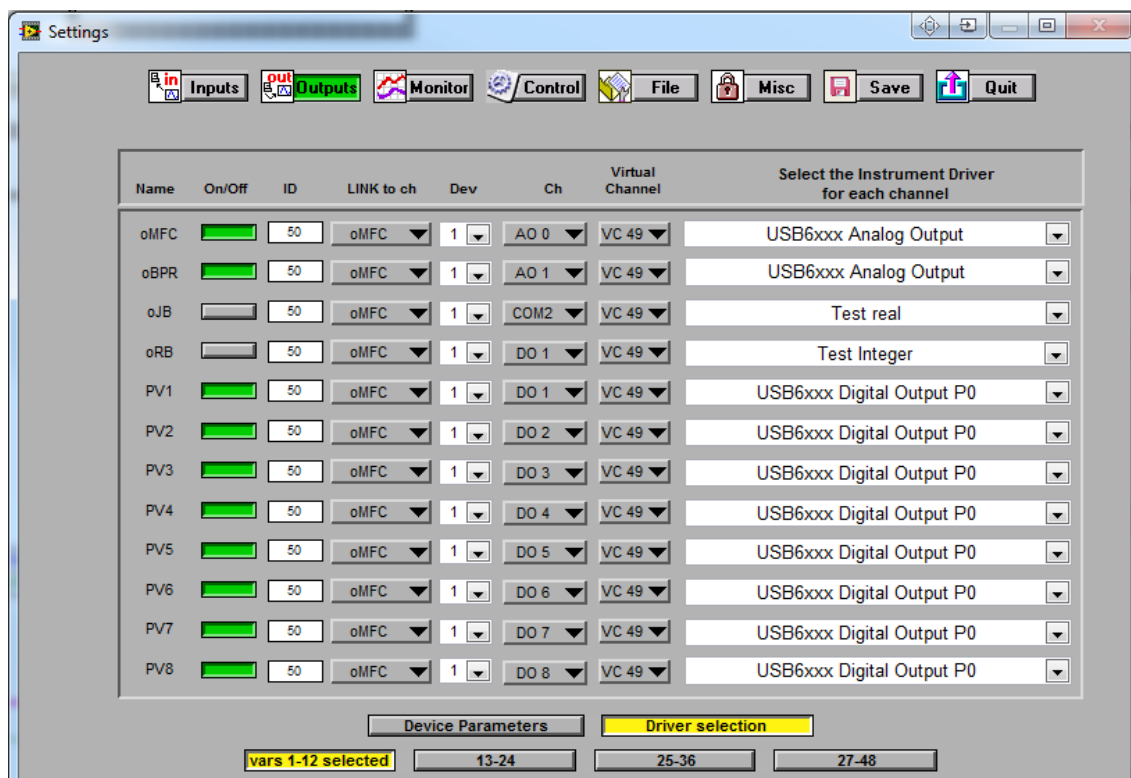 Settings
in Inputs out Outputs Monitor Control File Misc Save Quit
Name On/Off ID LINK to ch Dev Ch Virtual Channel Select the Instrument Driver for each channel
oMFC 50 oMFC 1 AO 0 VC 49 USB6xxx Analog Output
oBPR 50 oMFC 1 AO 1 VC 49 USB6xxx Analog Output
oJB 50 oMFC 1 COM2 VC 49 Test real
oRB 50 oMFC 1 DO 1 VC 49 Test Integer
PV1 50 oMFC 1 DO 1 VC 49 USB6xxx Digital Output P0
PV2 50 oMFC 1 DO 2 VC 49 USB6xxx Digital Output P0
PV3 50 oMFC 1 DO 3 VC 49 USB6xxx Digital Output P0
PV4 50 oMFC 1 DO 4 VC 49 USB6xxx Digital Output P0
PV5 50 oMFC 1 DO 5 VC 49 USB6xxx Digital Output P0
PV6 50 oMFC 1 DO 6 VC 49 USB6xxx Digital Output P0
PV7 50 oMFC 1 DO 7 VC 49 USB6xxx Digital Output P0
PV8 50 oMFC 1 DO 8 VC 49 USB6xxx Digital Output P0
Device Parameters Driver selection
vars 1-12 selected 13-24 25-36 27-48